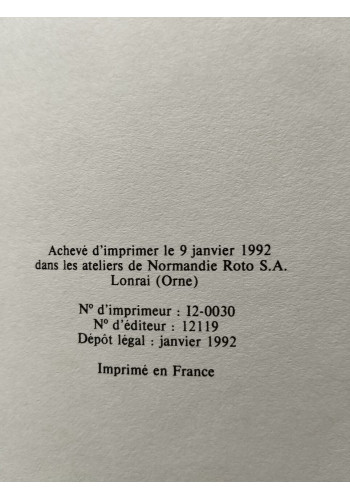 Achevé d'imprimer le 9 janvier 1992
dans les ateliers de Normandie Roto S.A.
Lonrai (Orne)
N° d'imprimeur : 12-0030
N° d'éditeur : 12119
Dépôt légal : janvier 1992
Imprimé en France